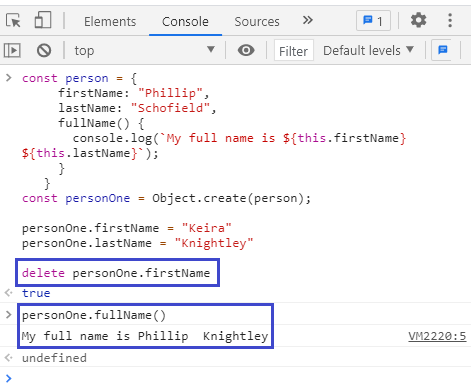 Elements Console Sources » 1
top Filter Default levels
const person = {
firstName: "Phillip",
lastName: "Schofield",
fullName() {
console.log(`My full name is ${this.firstName}
${this.lastName}`);
}
}
const personOne = Object.create(person);
personOne.firstName = "Keira"
personOne.lastName = "Knightley"
delete personOne.firstName
true
personOne.fullName()
My full name is Phillip  Knightley VM2220:5
undefined